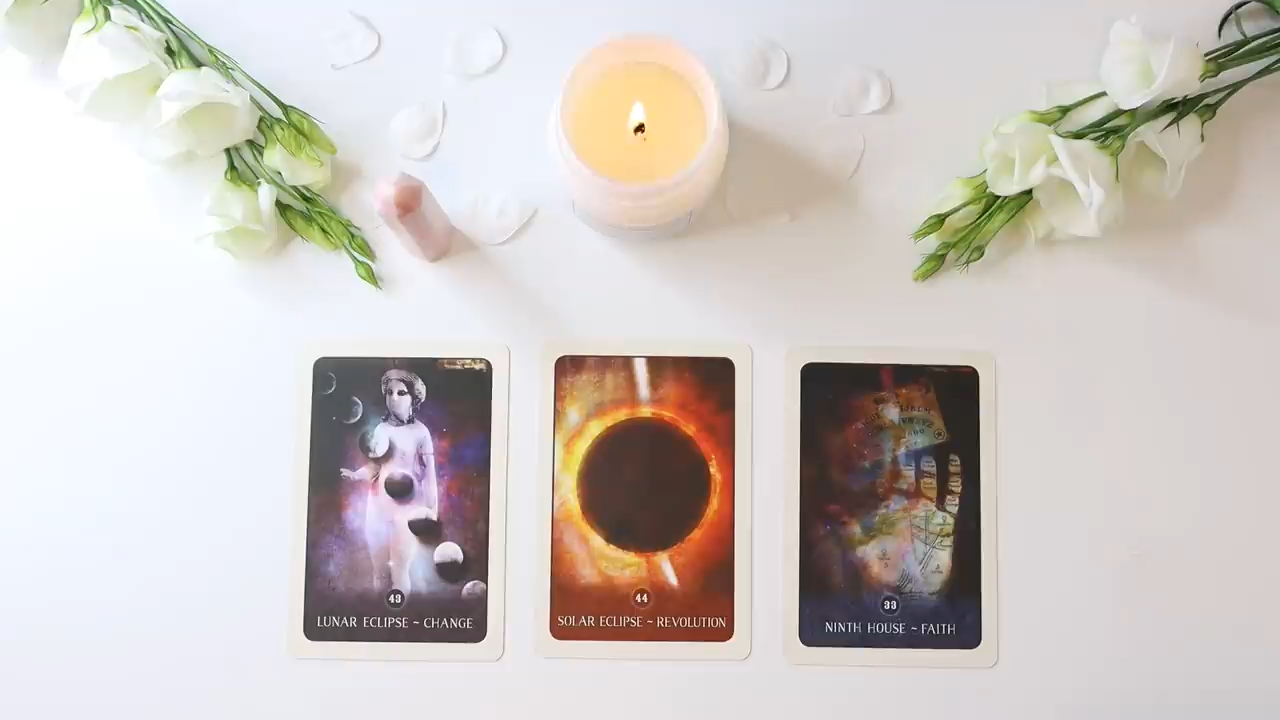 43
LUNAR ECLIPSE ~ CHANGE
44
SOLAR ECLIPSE ~ REVOLUTION
33
NINTH HOUSE ~ FAITH